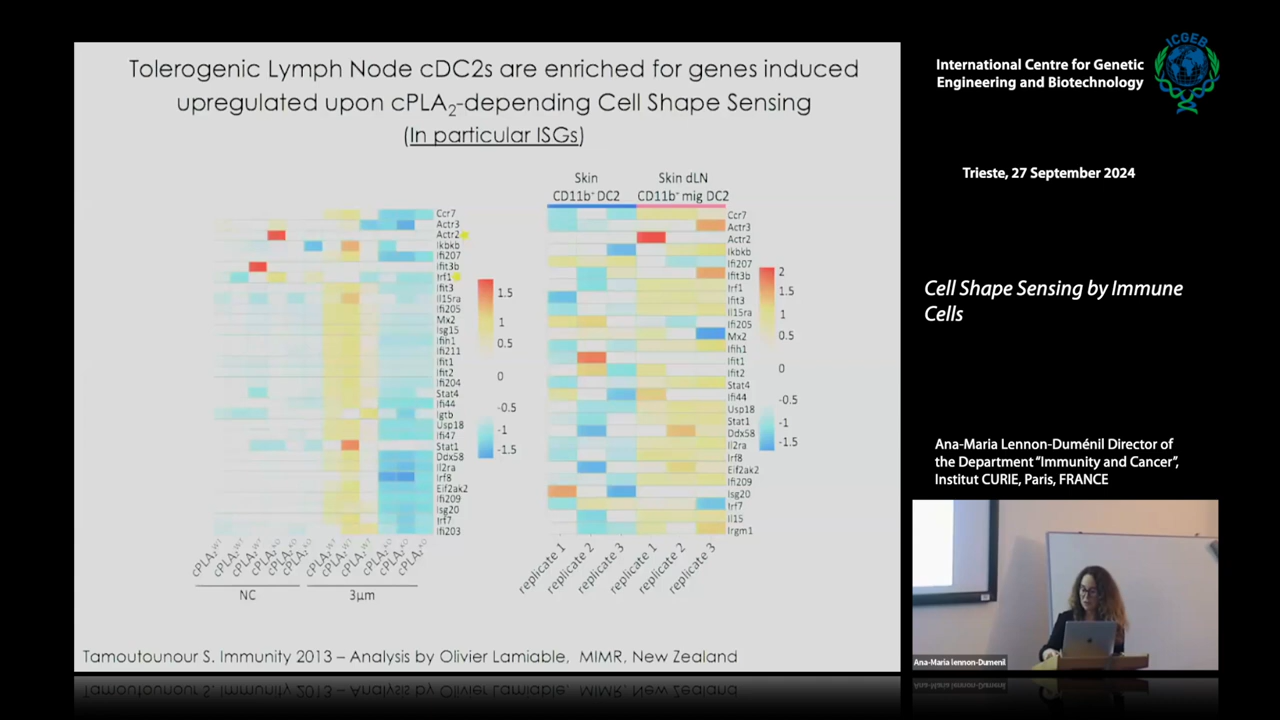 Tolerogenic Lymph Node cDC2s are enriched for genes induced
upregulated upon cPLA2-depending Cell Shape Sensing
(In particular ISGs)
Skin
CD11b+ DC2
Skin dLN
CD11b+ mig DC2
Ccr7
Actr3
Actr2
Ikbkb
Ifi207
Ifit3b
Irf1
Ifit3
Il15ra
Ifi205
Mx2
Isg15
Ifih1
Ifi211
Ifit1
Ifit2
Ifi204
Stat4
Ifi44
Igtb
Usp18
Ifi47
Stat1
Ddx58
Il2ra
Irf8
Eif2ak2
Ifi209
Isg20
Irf7
Ifi203
1.5
1
0.5
0
-0.5
-1
-1.5
NC
3µm
Ccr7
Actr3
Actr2
Ikbkb
Ifi207
Ifit3b
Irf1
Ifit3
Il15ra
Ifi205
Mx2
Ifih1
Ifit1
Ifit2
Stat4
Ifi44
Usp18
Stat1
Ddx58
Il2ra
Irf8
Eif2ak2
Ifi209
Isg20
Irf7
Il15
Irgm1
2
1.5
1
0.5
0
-0.5
-1
-1.5
replicate 1
replicate 2
replicate 3
replicate 1
replicate 2
replicate 3
Tamoutounour S. Immunity 2013 – Analysis by Olivier Lamiable, MIMR, New Zealand
International Centre for Genetic
Engineering and Biotechnology
ICGEB
Trieste, 27 September 2024
Cell Shape Sensing by Immune
Cells
Ana-Maria Lennon-Duménil Director of
the Department “Immunity and Cancer”,
Institut CURIE, Paris, FRANCE
Ana-Maria lennon-Dumenil